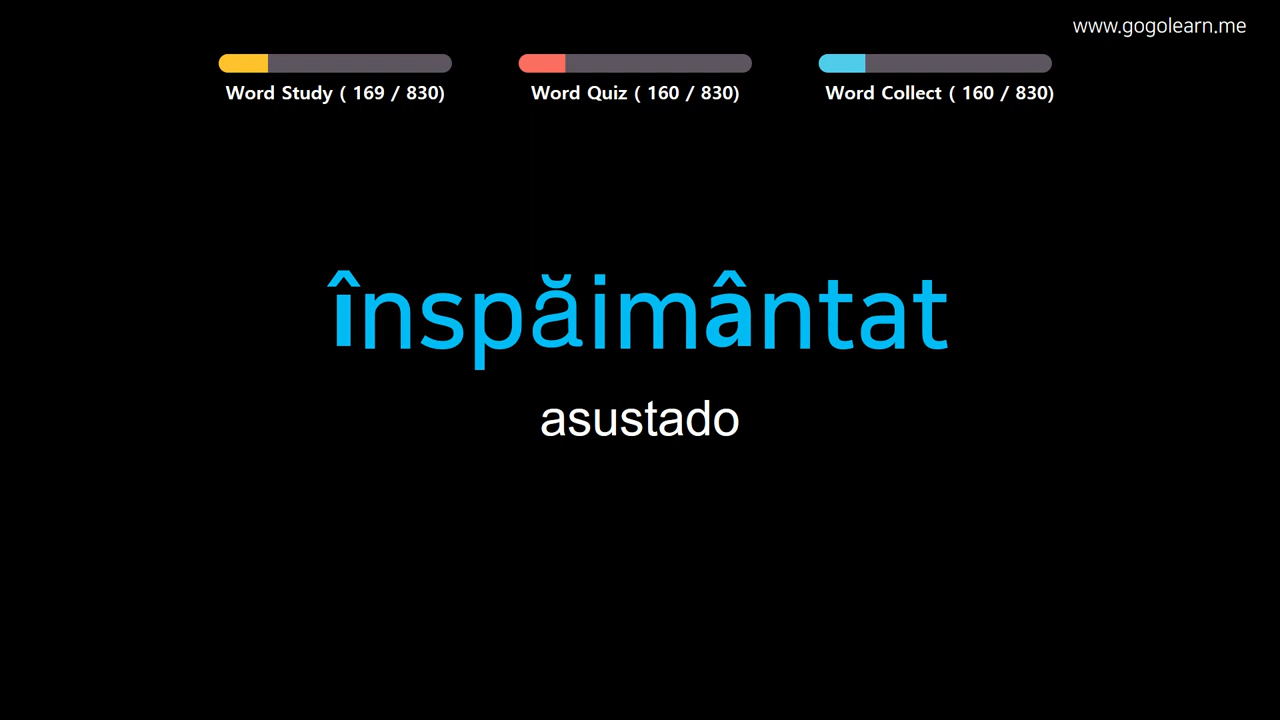 www.gogolearn.me
Word Study ( 169 / 830)
Word Quiz ( 160 / 830)
Word Collect ( 160 / 830)
înspăimântat
asustado